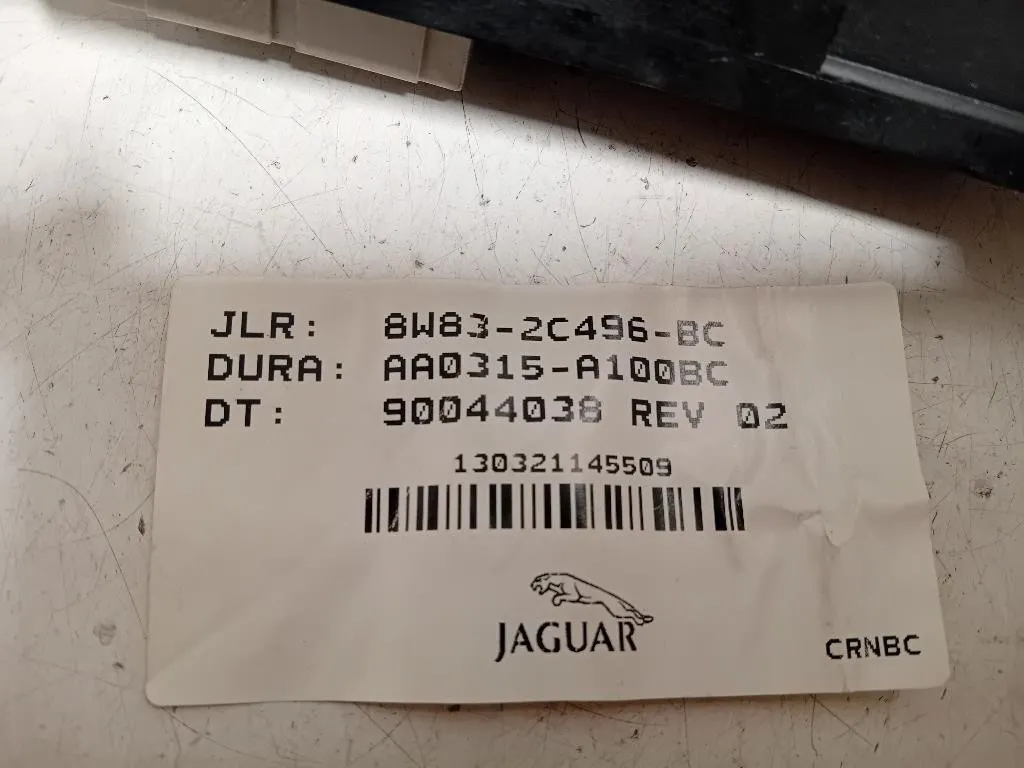 JLR: 8W83-2C496-BC
DURA: AA0315-A100BC
DT: 90044038 REV 02
130321145509
JAGUAR
CRNBC